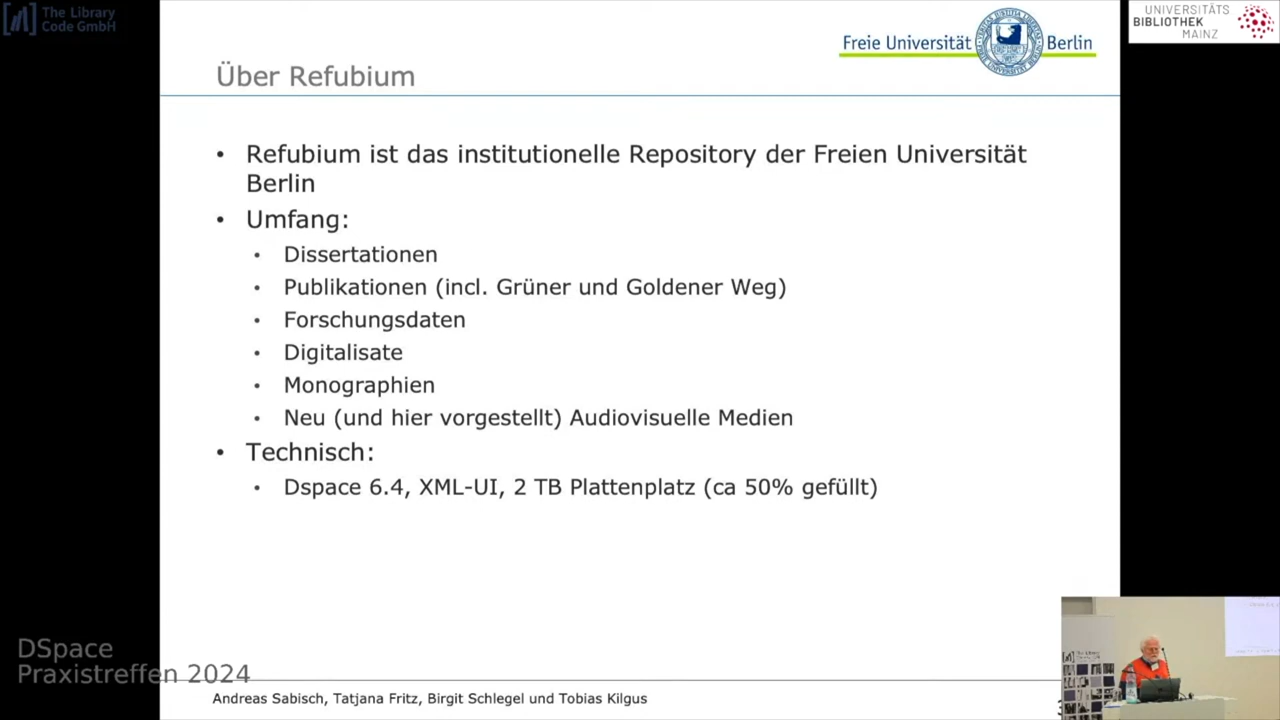 The Library
Code GmbH
UNIVERSITÄTS
BIBLIOTHEK
MAINZ
Freie Universität Berlin
Über Refubium
• Refubium ist das institutionelle Repository der Freien Universität
Berlin
• Umfang:
• Dissertationen
• Publikationen (incl. Grüner und Goldener Weg)
• Forschungsdaten
• Digitalisate
• Monographien
• Neu (und hier vorgestellt) Audiovisuelle Medien
• Technisch:
• Dspace 6.4, XML-UI, 2 TB Plattenplatz (ca 50% gefüllt)
DSpace
Praxistreffen 2024
Andreas Sabisch, Tatjana Fritz, Birgit Schlegel und Tobias Kilgus